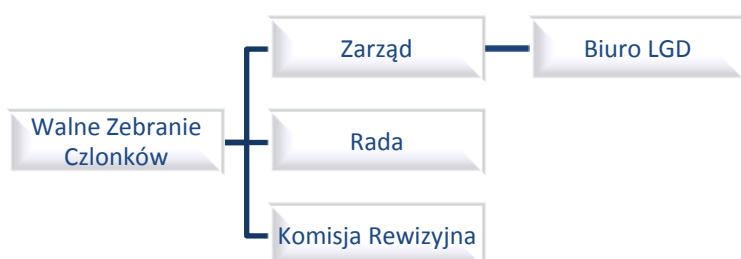 Zarząd
Biuro LGD
Walne Zebranie
Czlonków
Rada
Komisja Rewizyjna